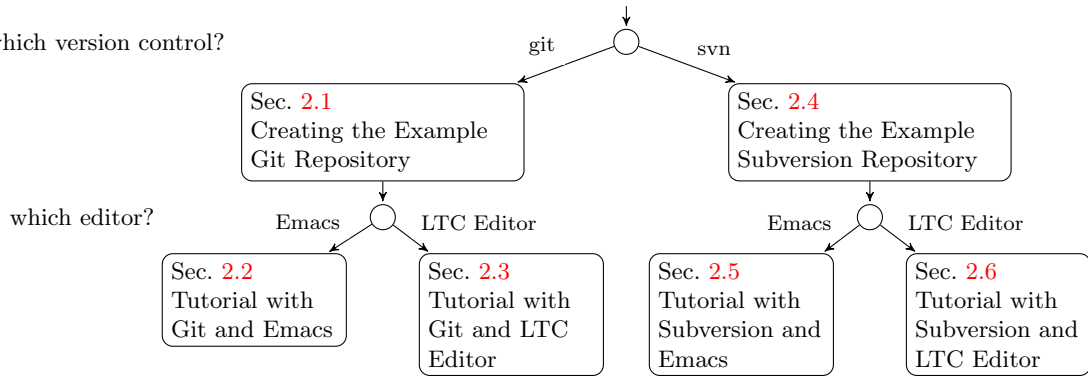 which version control?
git
svn
Sec. 2.1
Creating the Example
Git Repository
Sec. 2.4
Creating the Example
Subversion Repository
which editor?
Emacs
LTC Editor
Emacs
LTC Editor
Sec. 2.2
Tutorial with
Git and Emacs
Sec. 2.3
Tutorial with
Git and LTC
Editor
Sec. 2.5
Tutorial with
Subversion and
Emacs
Sec. 2.6
Tutorial with
Subversion and
LTC Editor